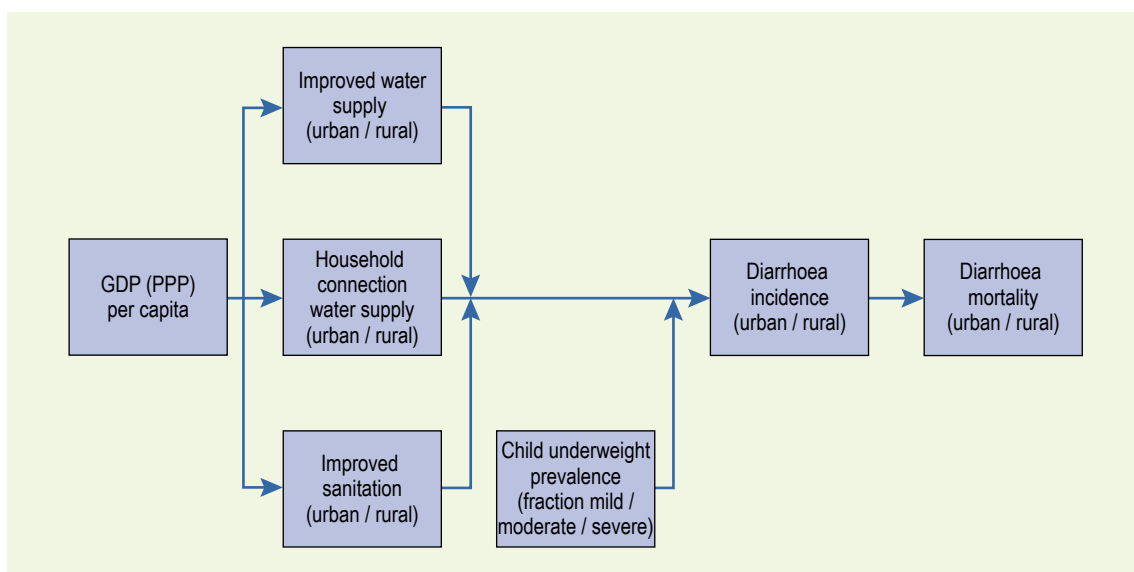 Improved water
supply
(urban / rural)
GDP (PPP)
per capita
Household
connection
water supply
(urban / rural)
Diarrhoea
incidence
(urban / rural)
Diarrhoea
mortality
(urban / rural)
Improved
sanitation
(urban / rural)
Child underweight
prevalence
(fraction mild /
moderate / severe)